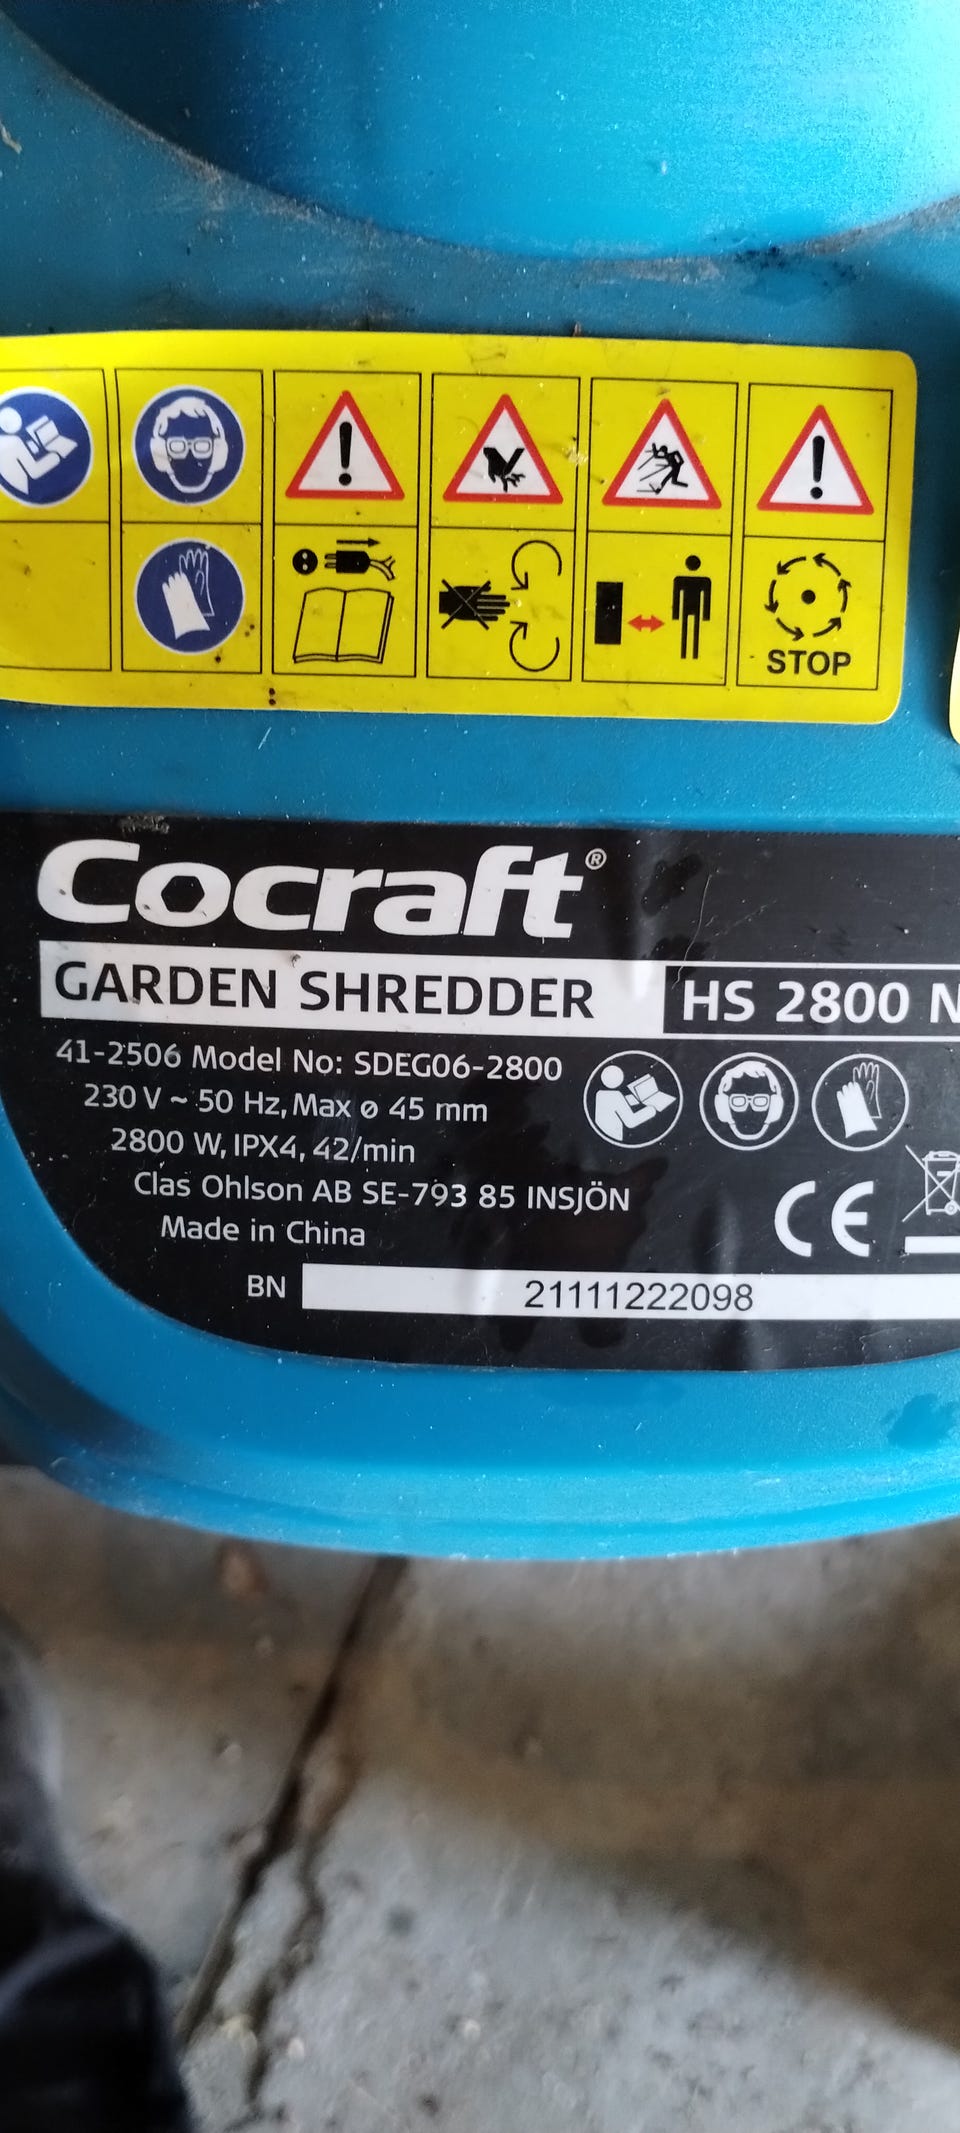 STOP
Cocraft®
GARDEN SHREDDER HS 2800 N
41-2506 Model No: SDEG06-2800
230 V ~ 50 Hz, Max ø 45 mm
2800 W, IPX4, 42/min
Clas Ohlson AB SE-793 85 INSJÖN
Made in China
CE
BN 21111222098